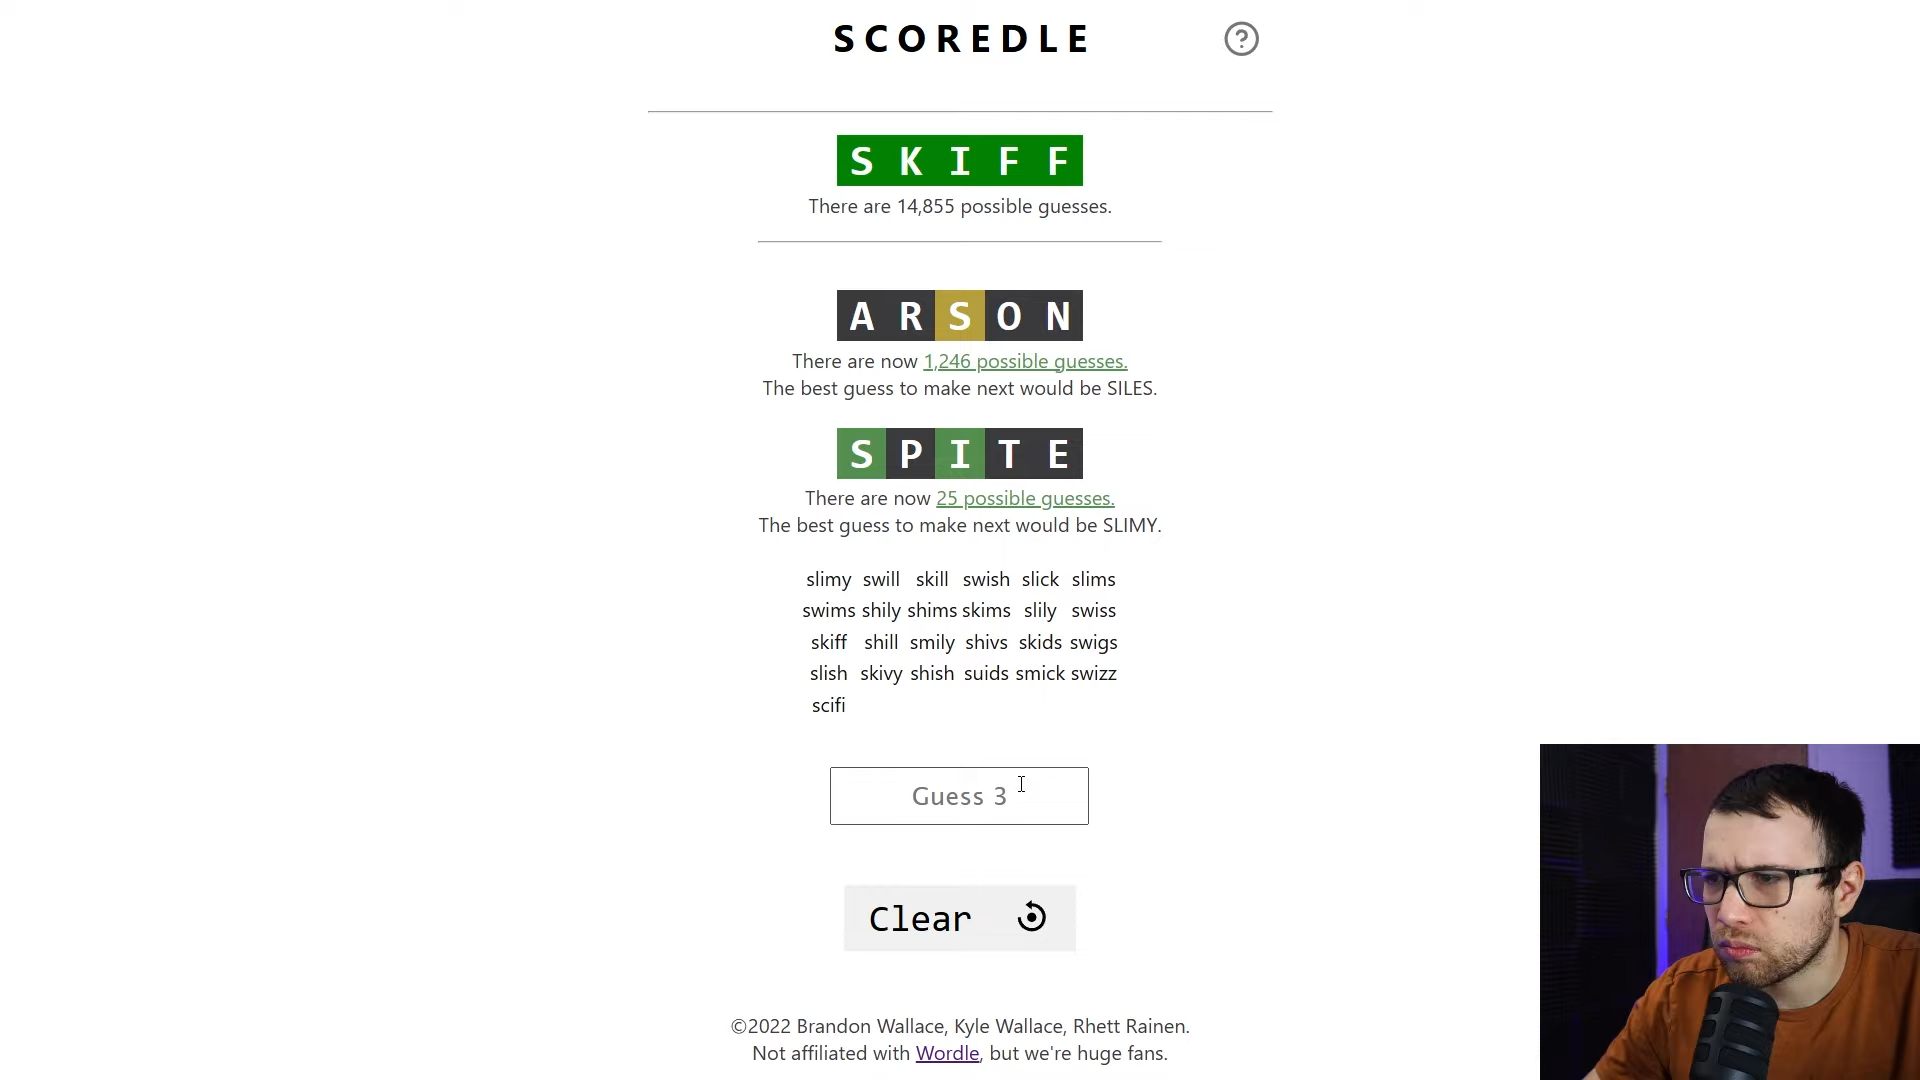 SCOREDLE
SKIFF
There are 14,855 possible guesses.
ARSON
There are now 1,246 possible guesses.
The best guess to make next would be SILES.
SPITE
There are now 25 possible guesses.
The best guess to make next would be SLIMY.
slimy swill skill swish slick slims
swims shily shims skims slily swiss
skiff shill smily shivs skids swigs
slish skivy shish suids smick swizz
scifi
Guess 3
Clear
©2022 Brandon Wallace, Kyle Wallace, Rhett Rainen.
Not affiliated with Wordle, but we're huge fans.